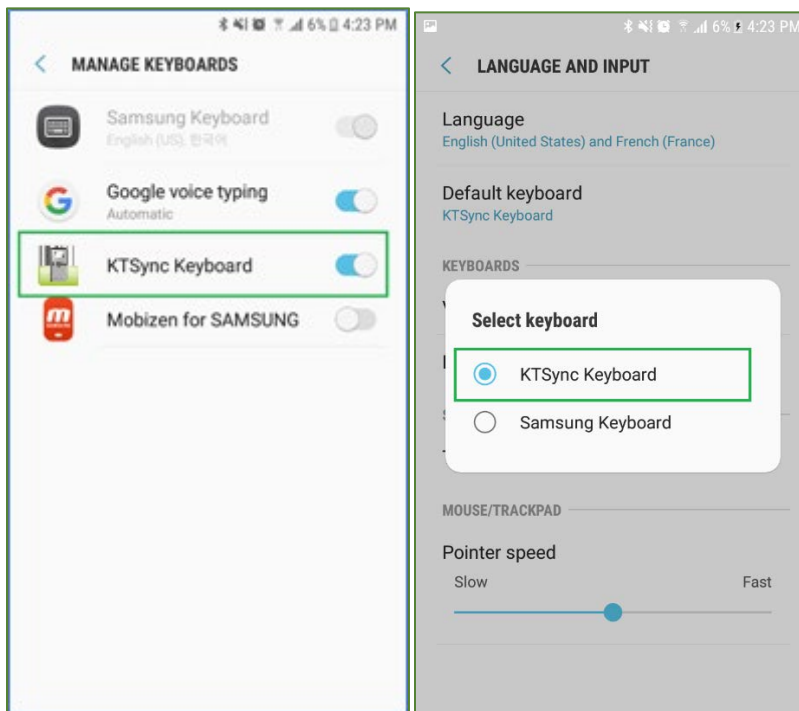 6% 4:23 PM
MANAGE KEYBOARDS
Samsung Keyboard
English (US), 한국어
Google voice typing
Automatic
KTSync Keyboard
Mobizen for SAMSUNG
6% 4:23 PM
LANGUAGE AND INPUT
Language
English (United States) and French (France)
Default keyboard
KTSync Keyboard
KEYBOARDS
Select keyboard
KTSync Keyboard
Samsung Keyboard
MOUSE/TRACKPAD
Pointer speed
Slow Fast